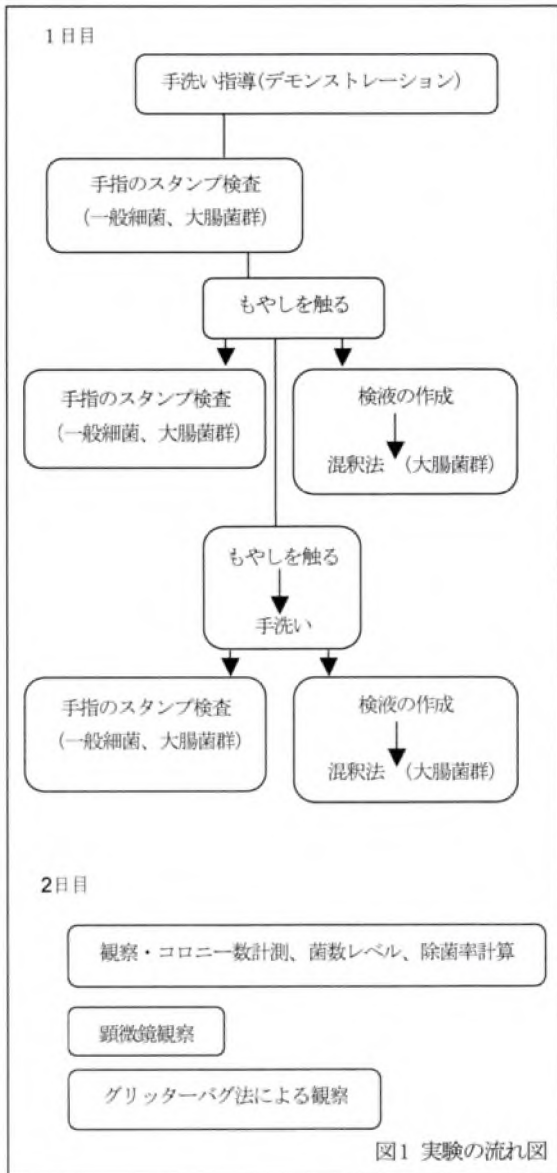 1日目
手洗い指導(デモンストレーション)
手指のスタンプ検査
(一般細菌、大腸菌群)
もやしを触る
手指のスタンプ検査
(一般細菌、大腸菌群)
検液の作成
混釈法 (大腸菌群)
もやしを触る
手洗い
手指のスタンプ検査
(一般細菌、大腸菌群)
検液の作成
混釈法 (大腸菌群)
2日目
観察・コロニー数計測、菌数レベル、除菌率計算
顕微鏡観察
グリッターバグ法による観察
図1 実験の流れ図